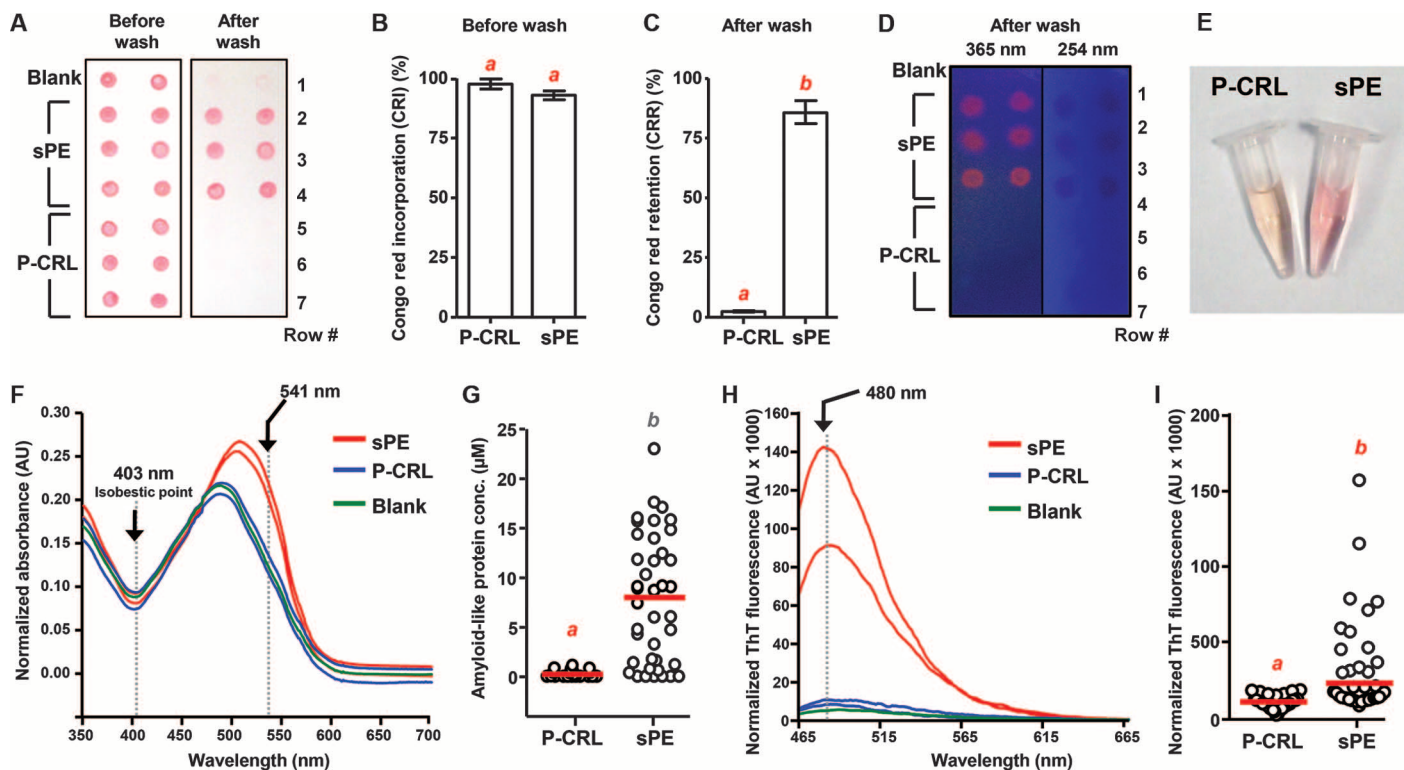 A
Before wash
After wash
Blank
sPE
P-CRL
1
2
3
4
5
6
7
Row #
B
Before wash
Congo red incorporation (CRI) (%)
100
75
50
25
0
a
a
P-CRL
sPE
C
After wash
Congo red retention (CRR) (%)
100
75
50
25
0
a
b
P-CRL
sPE
D
After wash
365 nm
254 nm
Blank
sPE
P-CRL
1
2
3
4
5
6
7
Row #
E
P-CRL
sPE
F
541 nm
403 nm
Isobestic point
sPE
P-CRL
Blank
Normalized absorbance (AU)
0.30
0.25
0.20
0.15
0.10
0.05
0.00
350
400
450
500
550
600
650
700
Wavelength (nm)
G
Amyloid-like protein conc. (µM)
25
20
15
10
5
0
a
b
P-CRL
sPE
H
480 nm
sPE
P-CRL
Blank
Normalized ThT fluorescence (AU x 1000)
160
140
120
100
80
60
40
20
0
465
515
565
615
665
Wavelength (nm)
I
Normalized ThT fluorescence (AU x 1000)
200
150
100
500
0
a
b
P-CRL
sPE